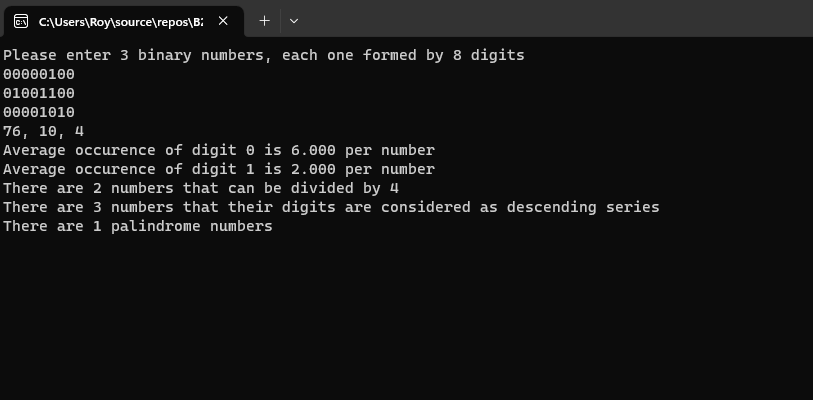 C:\Users\Roy\source\repos\B2
Please enter 3 binary numbers, each one formed by 8 digits
00000100
01001100
00001010
76, 10, 4
Average occurence of digit 0 is 6.000 per number
Average occurence of digit 1 is 2.000 per number
There are 2 numbers that can be divided by 4
There are 3 numbers that their digits are considered as descending series
There are 1 palindrome numbers